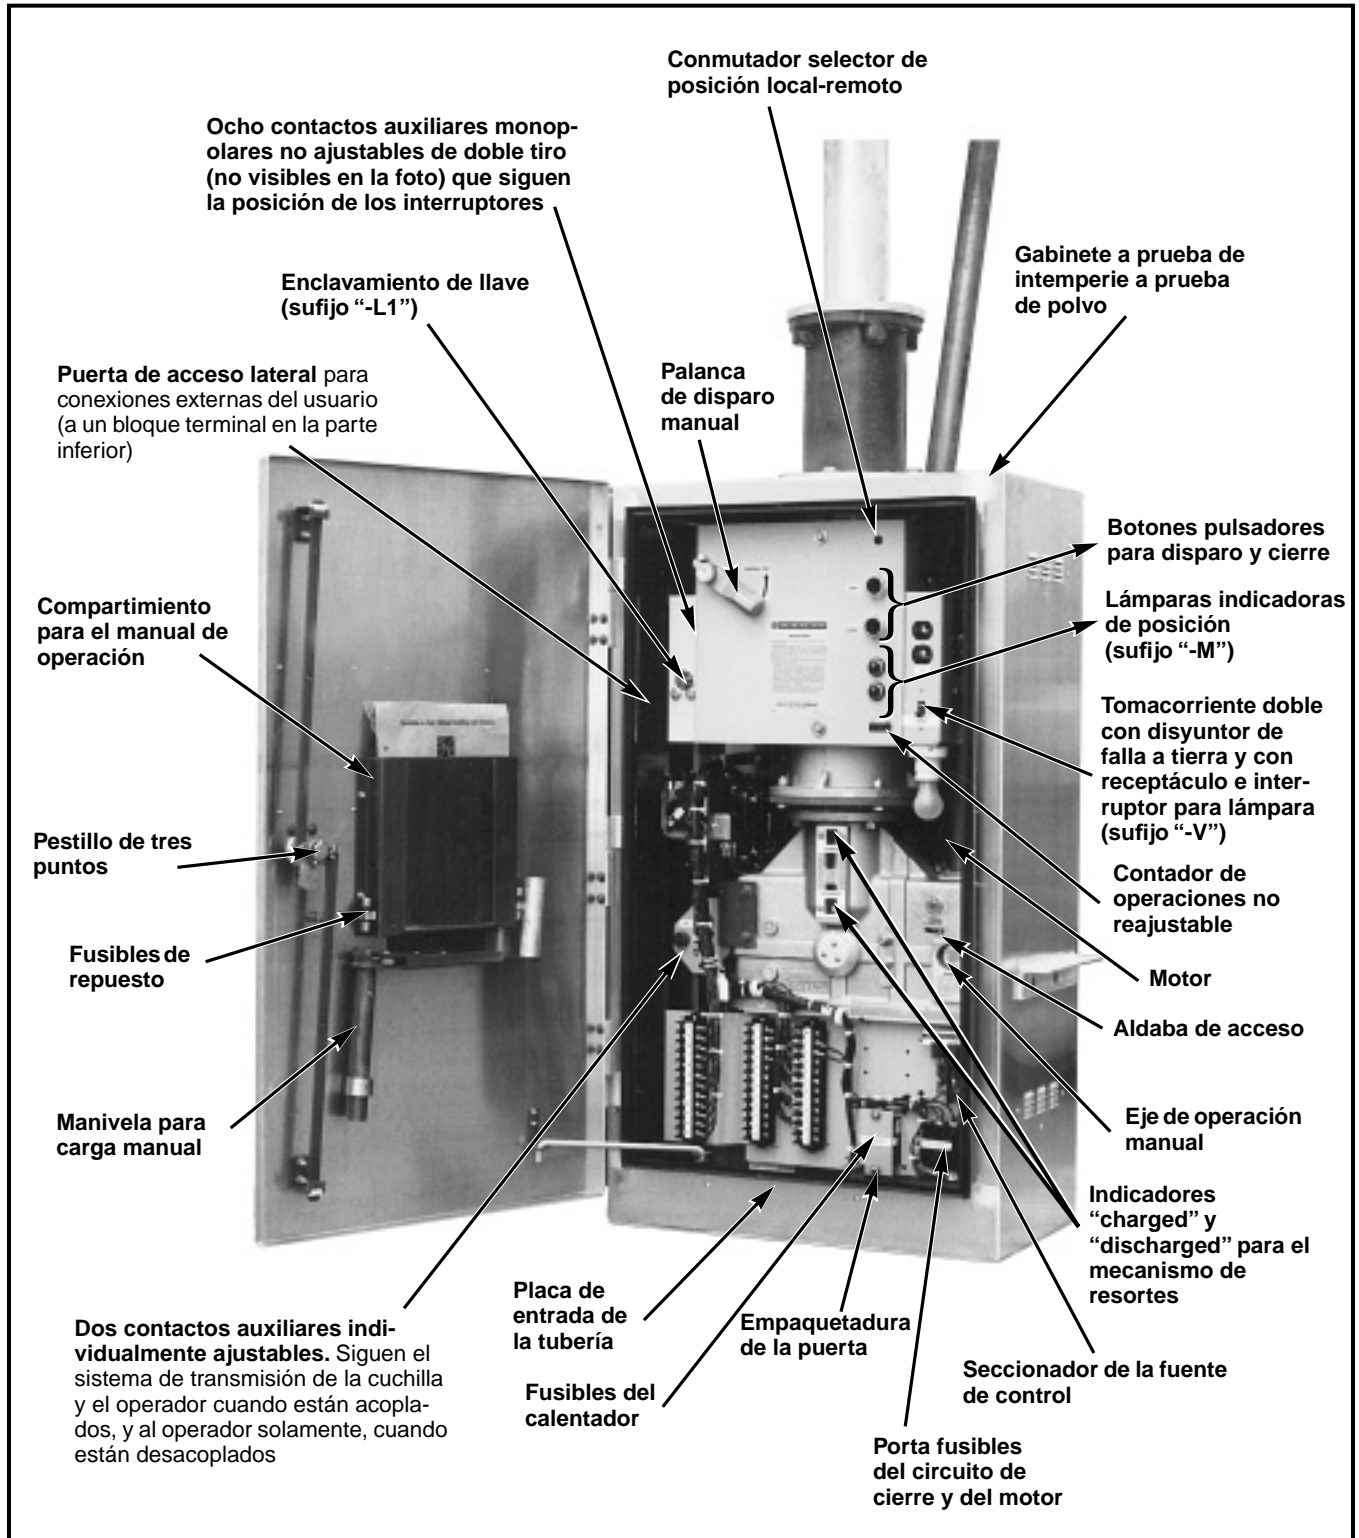 Conmutador selector de
posición local-remoto
Ocho contactos auxiliares monop-
olares no ajustables de doble tiro
(no visibles en la foto) que siguen
la posición de los interruptores
Gabinete a prueba de
intemperie a prueba
de polvo
Enclavamiento de llave
(sufijo “-L1”)
Puerta de acceso lateral para
conexiones externas del usuario
(a un bloque terminal en la parte
inferior)
Palanca
de disparo
manual
Botones pulsadores
para disparo y cierre
Lámparas indicadoras
de posición
(sufijo “-M”)
Compartimiento
para el manual de
operación
Tomacorriente doble
con disyuntor de
falla a tierra y con
receptáculo e inter-
ruptor para lámpara
(sufijo “-V”)
Pestillo de tres
puntos
Contador de
operaciones no
reajustable
Fusibles de
repuesto
Motor
Aldaba de acceso
Manivela para
carga manual
Eje de operación
manual
Indicadores
“charged” y
“discharged” para el
mecanismo de
resortes
Placa de
entrada de
la tubería
Empaquetadura
de la puerta
Dos contactos auxiliares indi-
vidualmente ajustables. Siguen el
sistema de transmisión de la cuchilla
y el operador cuando están acopla-
dos, y al operador solamente, cuando
están desacoplados
Fusibles del
calentador
Seccionador de la fuente
de control
Porta fusibles
del circuito de
cierre y del motor